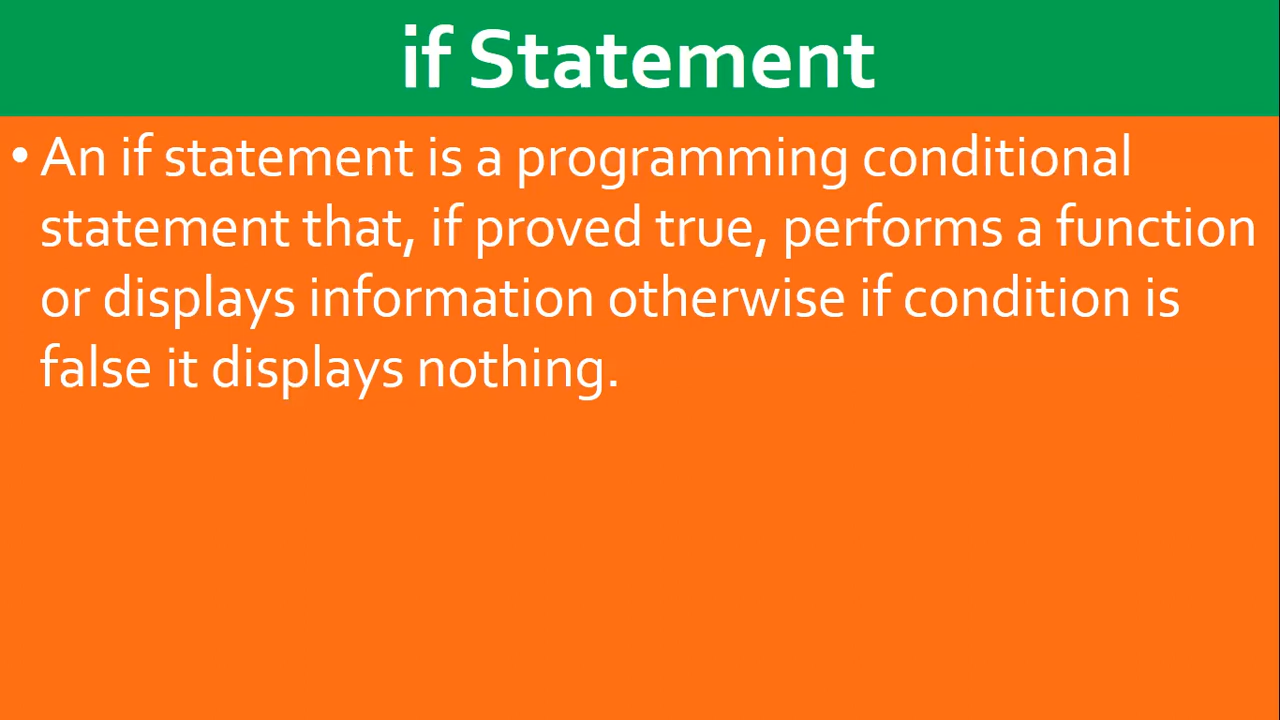 if Statement
• An if statement is a programming conditional
statement that, if proved true, performs a function
or displays information otherwise if condition is
false it displays nothing.